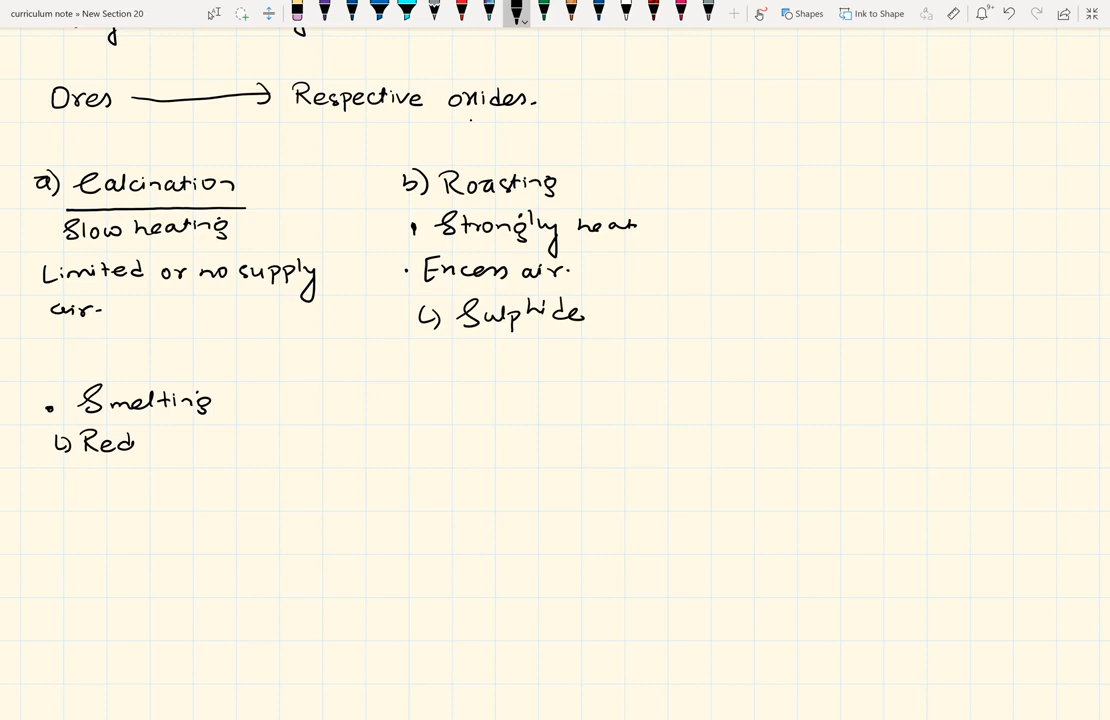 curriculum note » New Section 20
Shapes
Ink to Shape
9+
Ores → Respective oxides.
a) Calcination
Slow heating
Limited or no supply
air.
b) Roasting
• Strongly heat
• Excess air.
↳ Sulphide
• Smelting
↳ Red